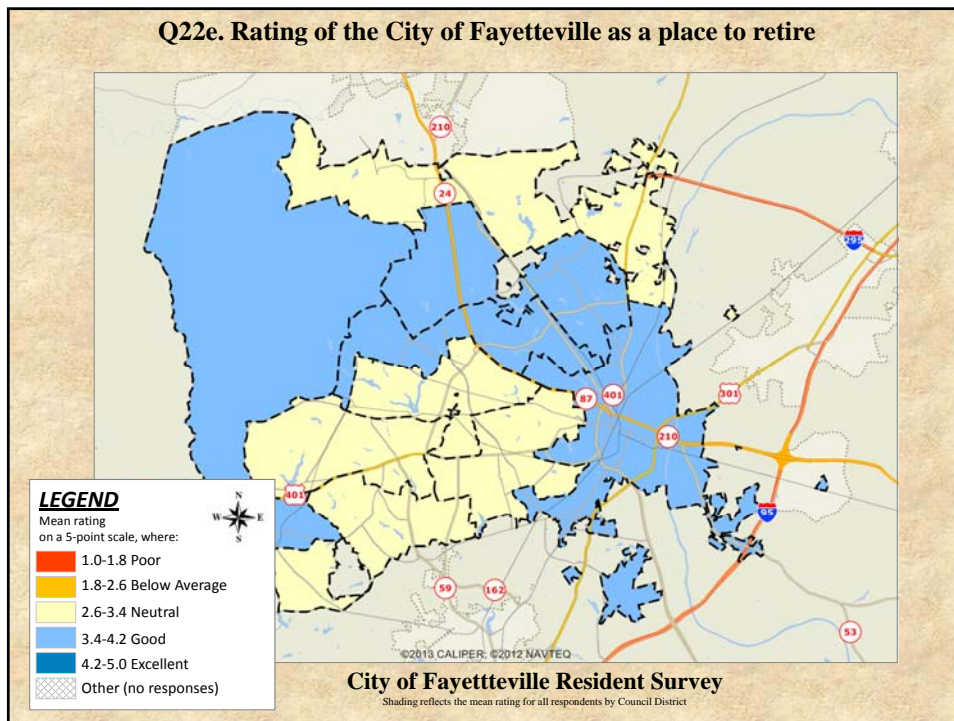 Q22e. Rating of the City of Fayetteville as a place to retire
210
24
295
87
401
301
210
401
95
59
162
53
©2013 CALIPER; ©2012 NAVTEQ
LEGEND
Mean rating
on a 5-point scale, where:
N
W E
S
1.0-1.8 Poor
1.8-2.6 Below Average
2.6-3.4 Neutral
3.4-4.2 Good
4.2-5.0 Excellent
Other (no responses)
City of Fayettteville Resident Survey
Shading reflects the mean rating for all respondents by Council District